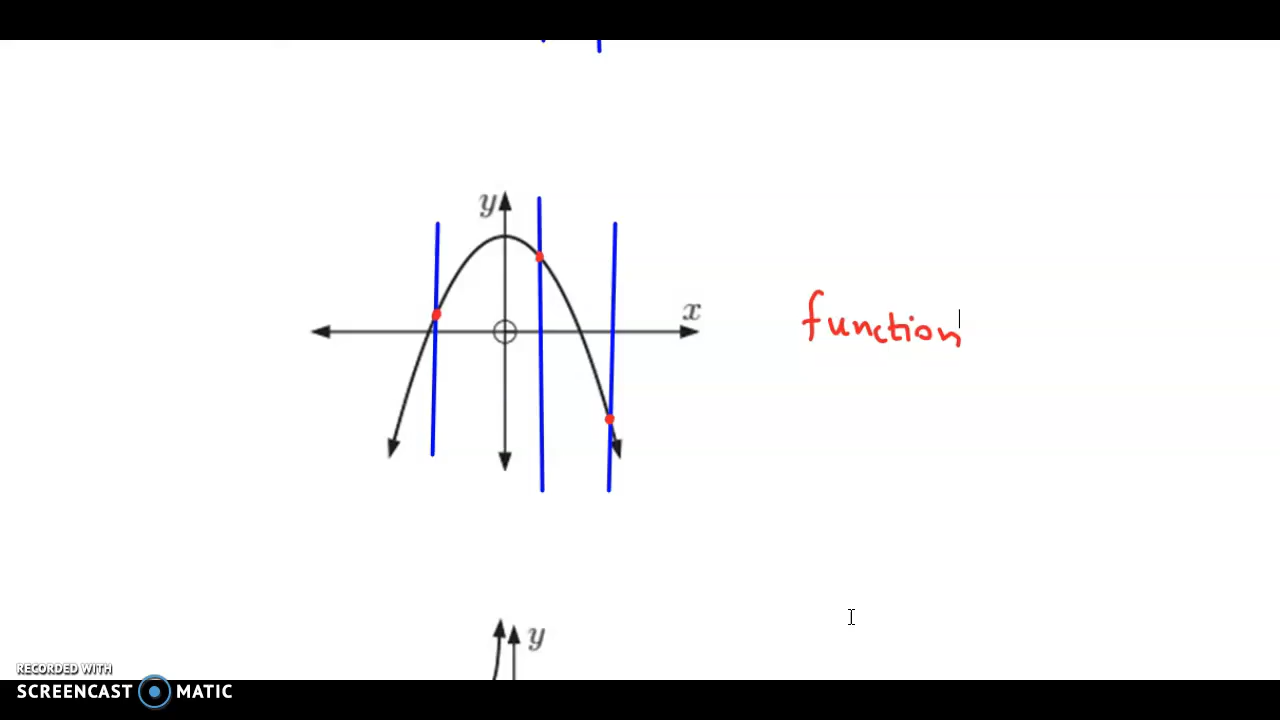 y
x
function
y
RECORDED WITH
SCREENCAST MATIC